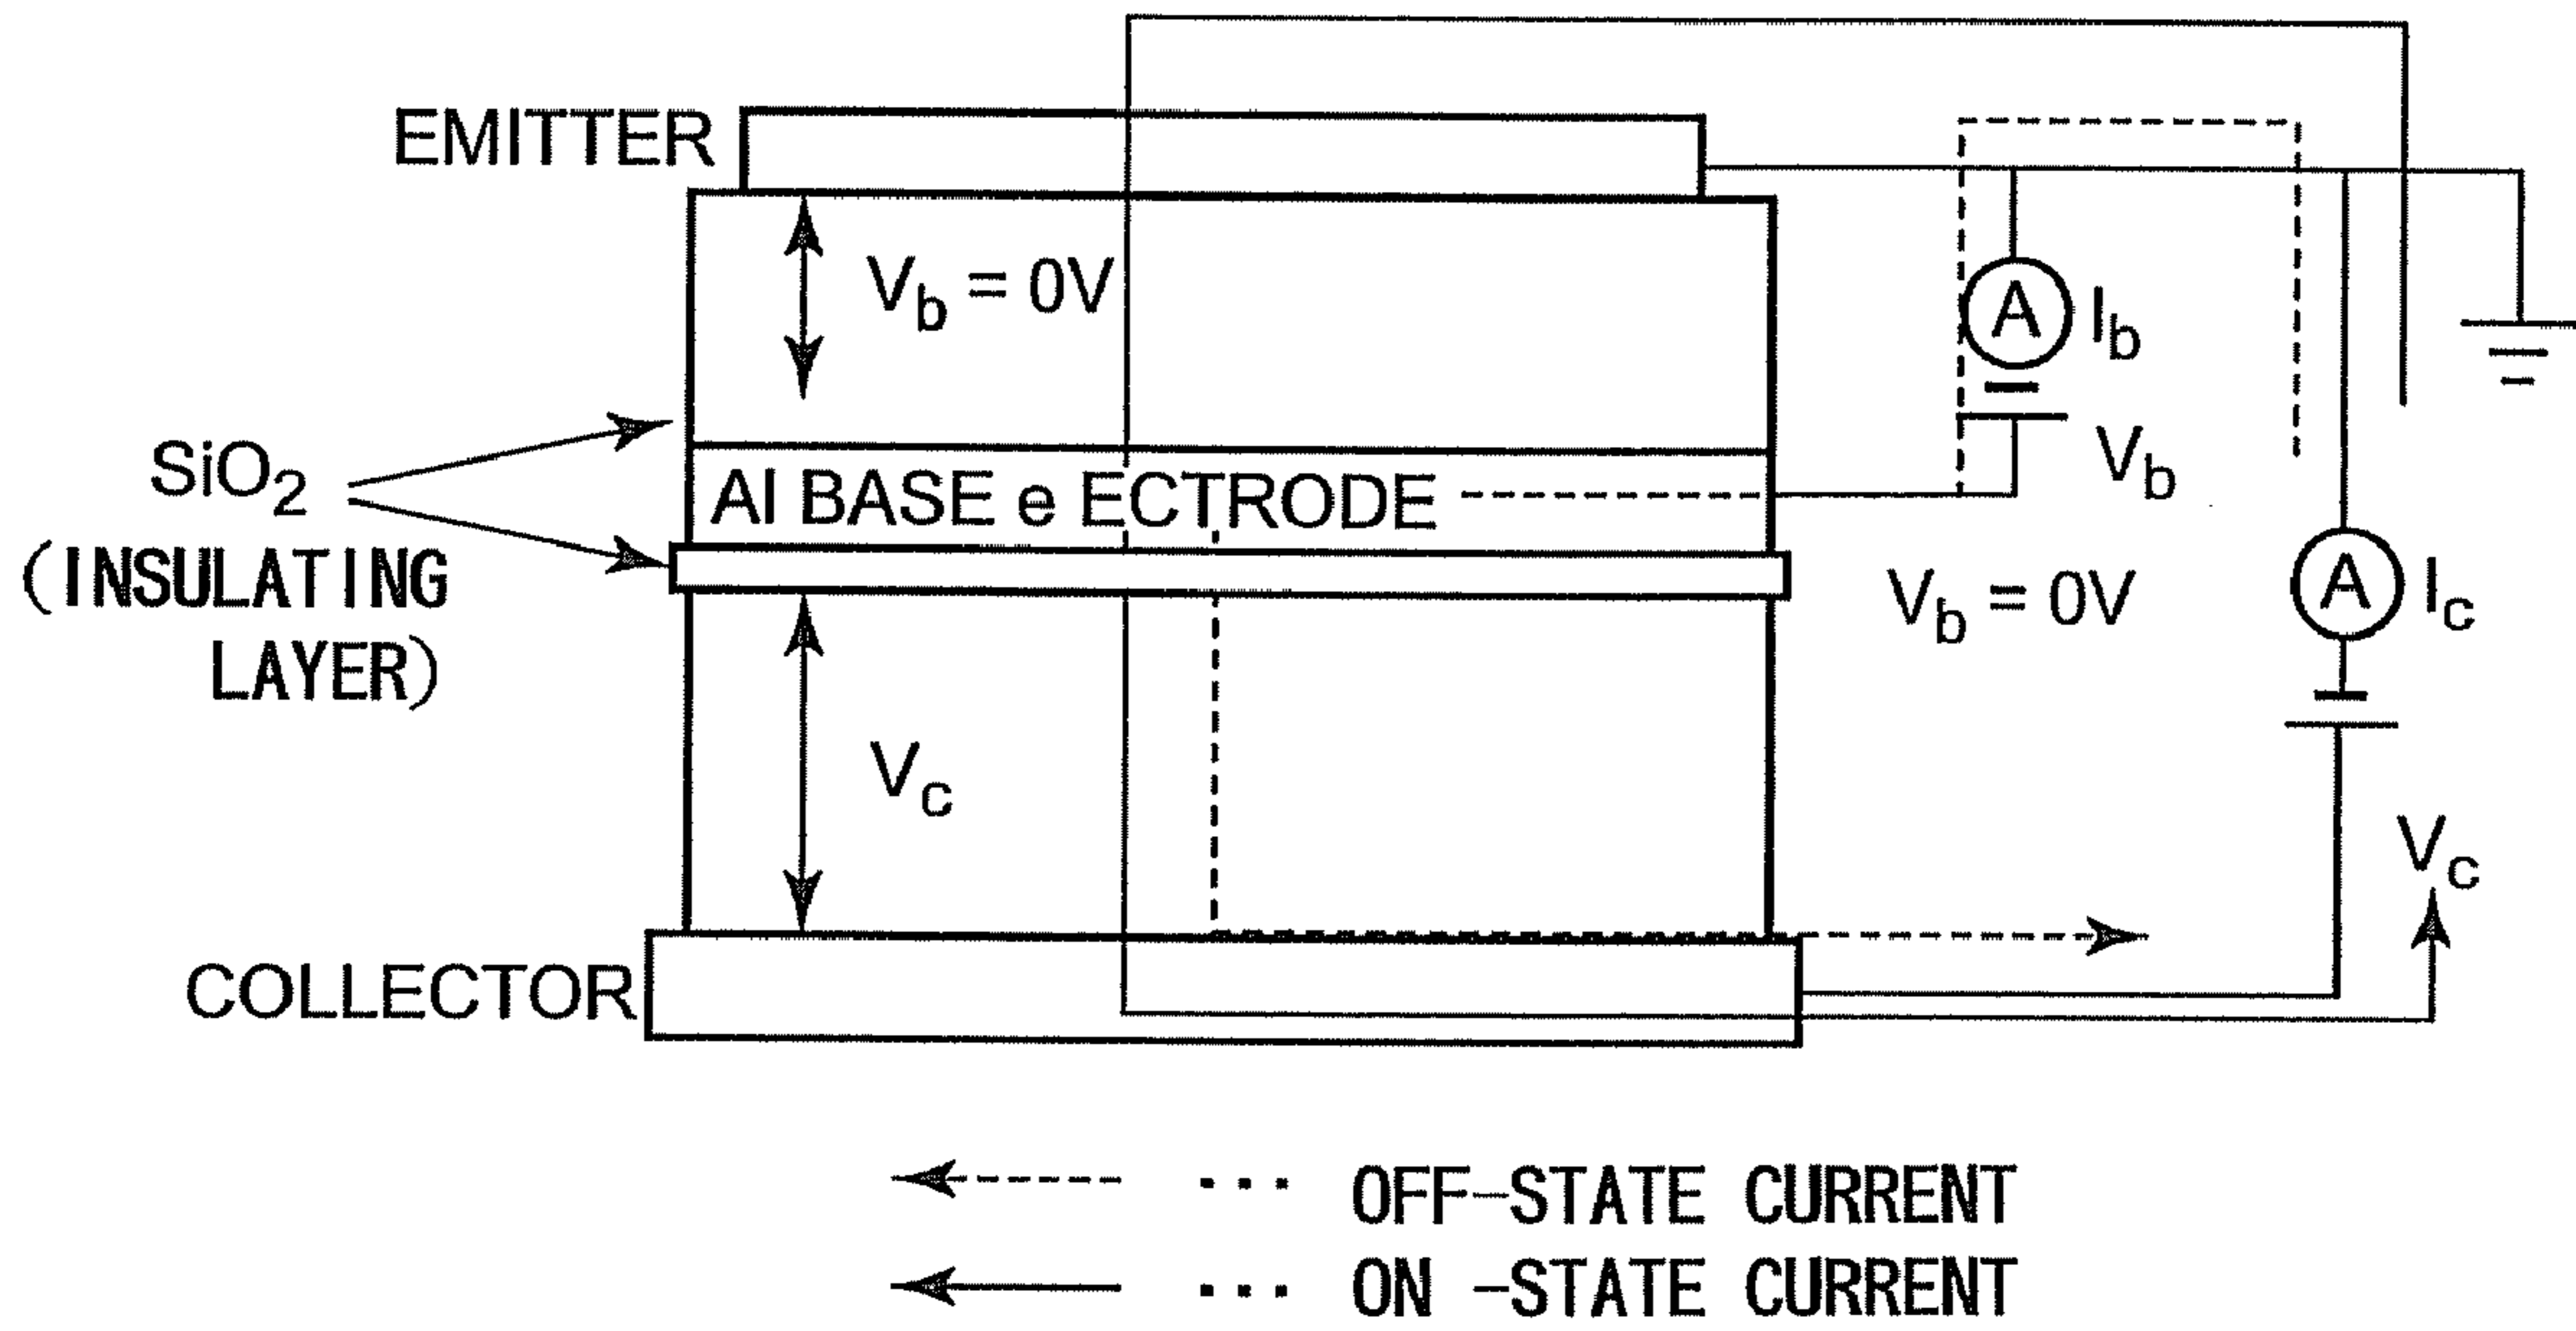 EMITTER
V_b = 0V
A I_b
SiO₂
V_b
Al BASE e ECTRODE
(INSULATING
LAYER)
V_b = 0V
A I_c
V_c
V_c
COLLECTOR
... OFF-STATE CURRENT
... ON -STATE CURRENT